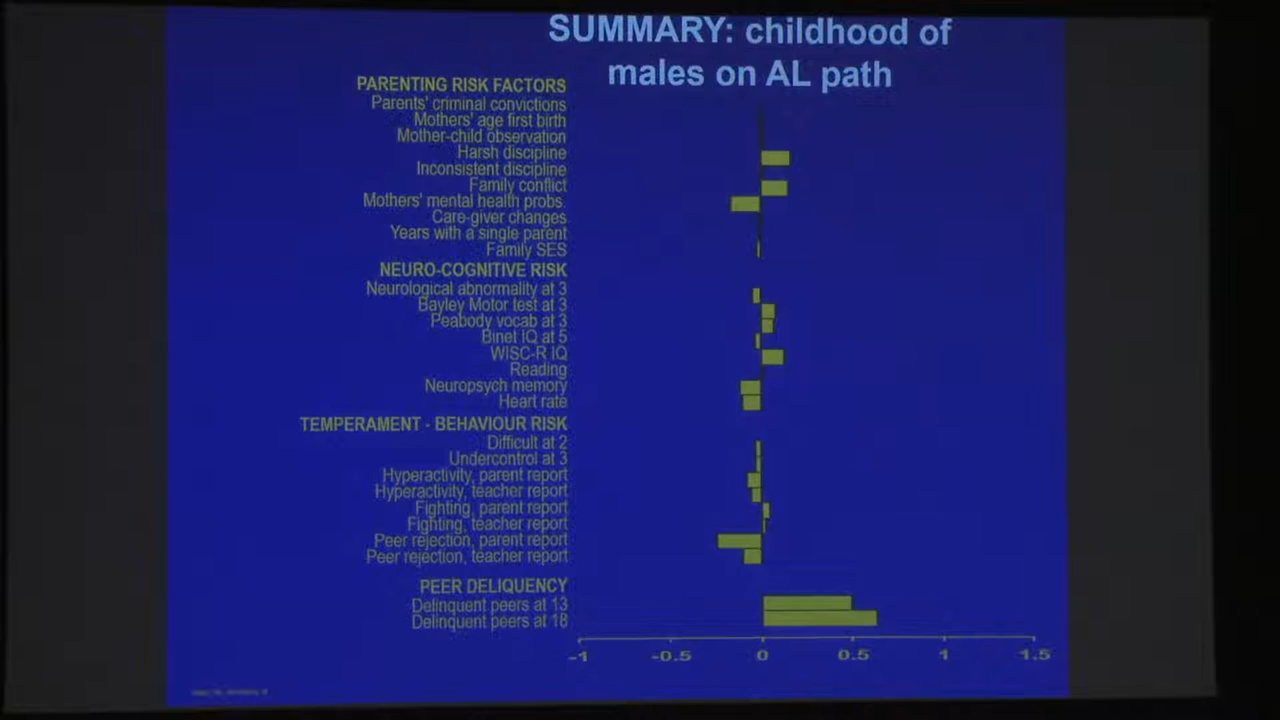 SUMMARY: childhood of
males on AL path
PARENTING RISK FACTORS
Parents' criminal convictions
Mothers' age first birth
Mother-child observation
Harsh discipline
Inconsistent discipline
Family conflict
Mothers' mental health probs.
Care-giver changes
Years with a single parent
Family SES
NEURO-COGNITIVE RISK
Neurological abnormality at 3
Bayley Motor test at 3
Peabody vocab at 3
Binet IQ at 5
WISC-R IQ
Reading
Neuropsych memory
Heart rate
TEMPERAMENT - BEHAVIOUR RISK
Difficult at 2
Undercontrol at 3
Hyperactivity, parent report
Hyperactivity, teacher report
Fighting, parent report
Fighting, teacher report
Peer rejection, parent report
Peer rejection, teacher report
PEER DELIQUENCY
Delinquent peers at 13
Delinquent peers at 18
-1 -0.5 0 0.5 1 1.5